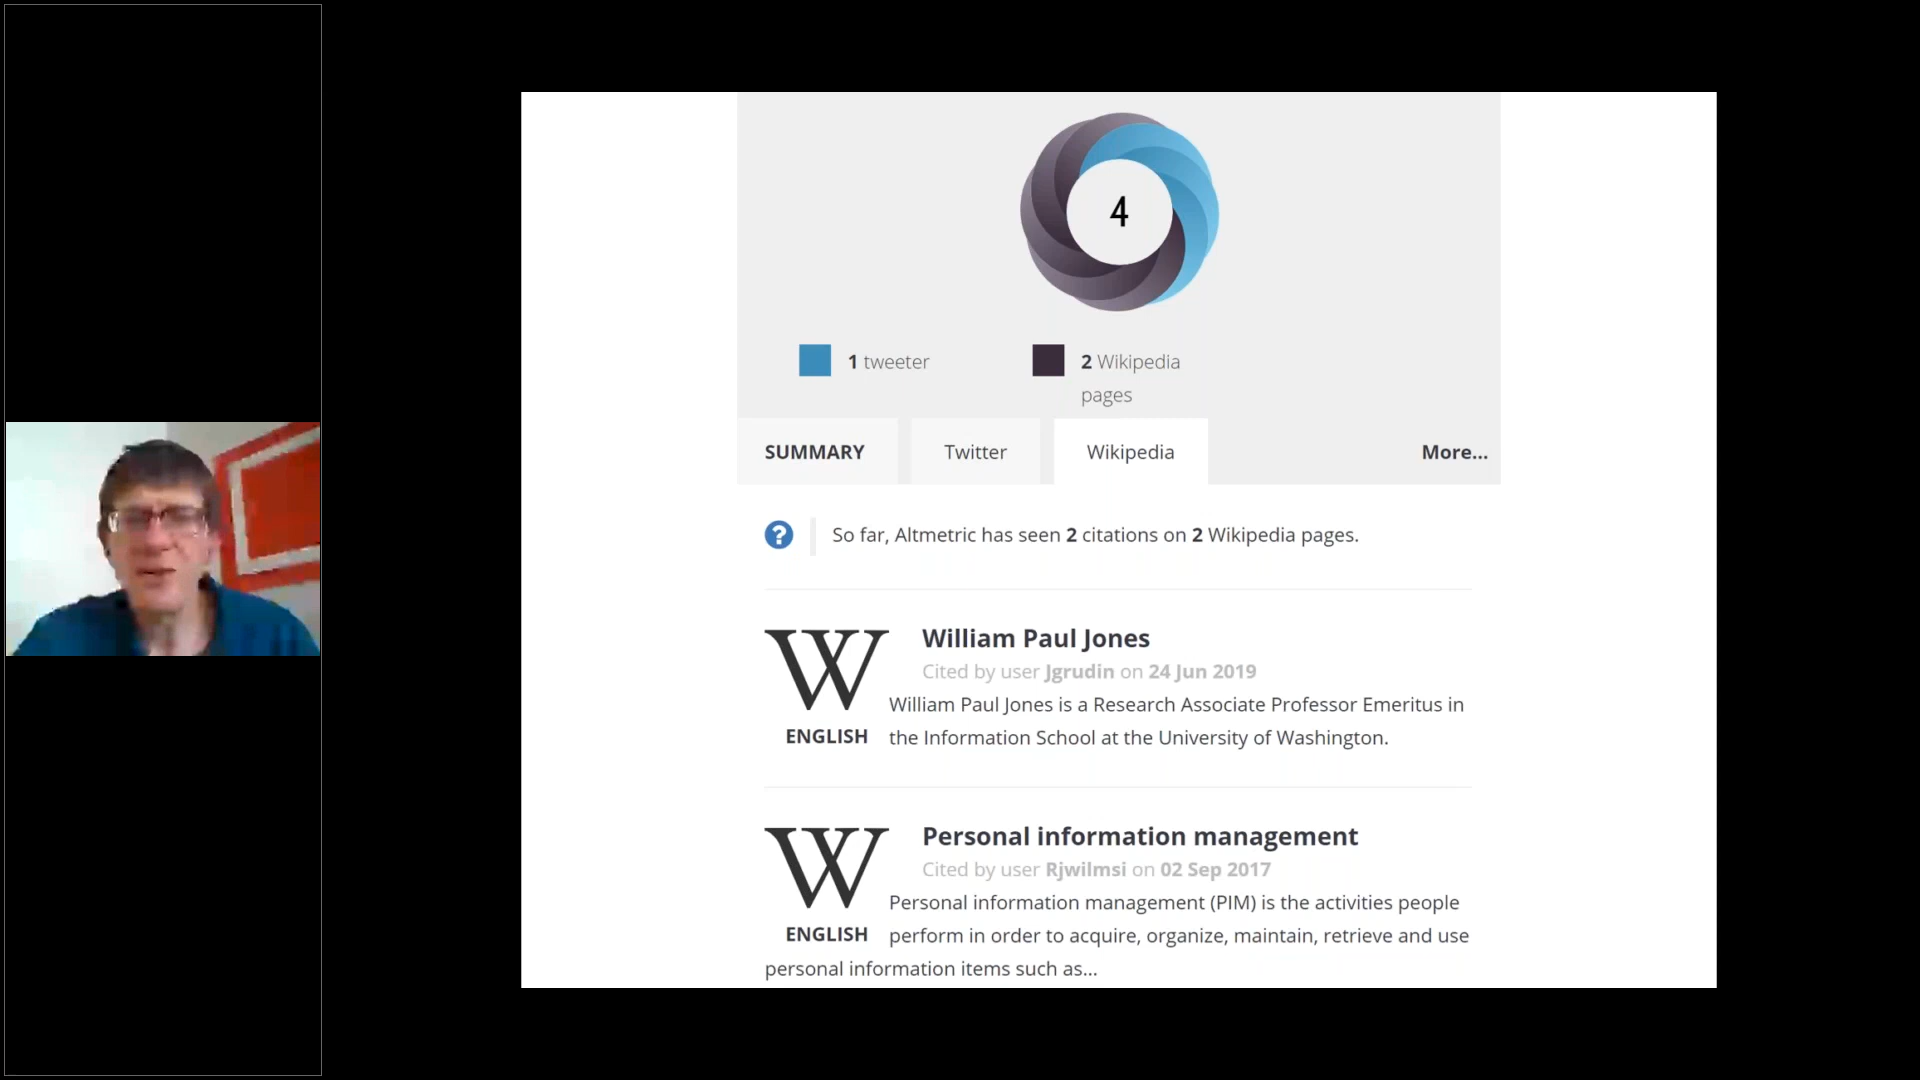 4
1 tweeter
2 Wikipedia
pages
SUMMARY
Twitter
Wikipedia
More...
?
So far, Altmetric has seen 2 citations on 2 Wikipedia pages.
W
ENGLISH
William Paul Jones
Cited by user Jgrudin on 24 Jun 2019
William Paul Jones is a Research Associate Professor Emeritus in
the Information School at the University of Washington.
W
ENGLISH
Personal information management
Cited by user Rjwilmsi on 02 Sep 2017
Personal information management (PIM) is the activities people
perform in order to acquire, organize, maintain, retrieve and use
personal information items such as...